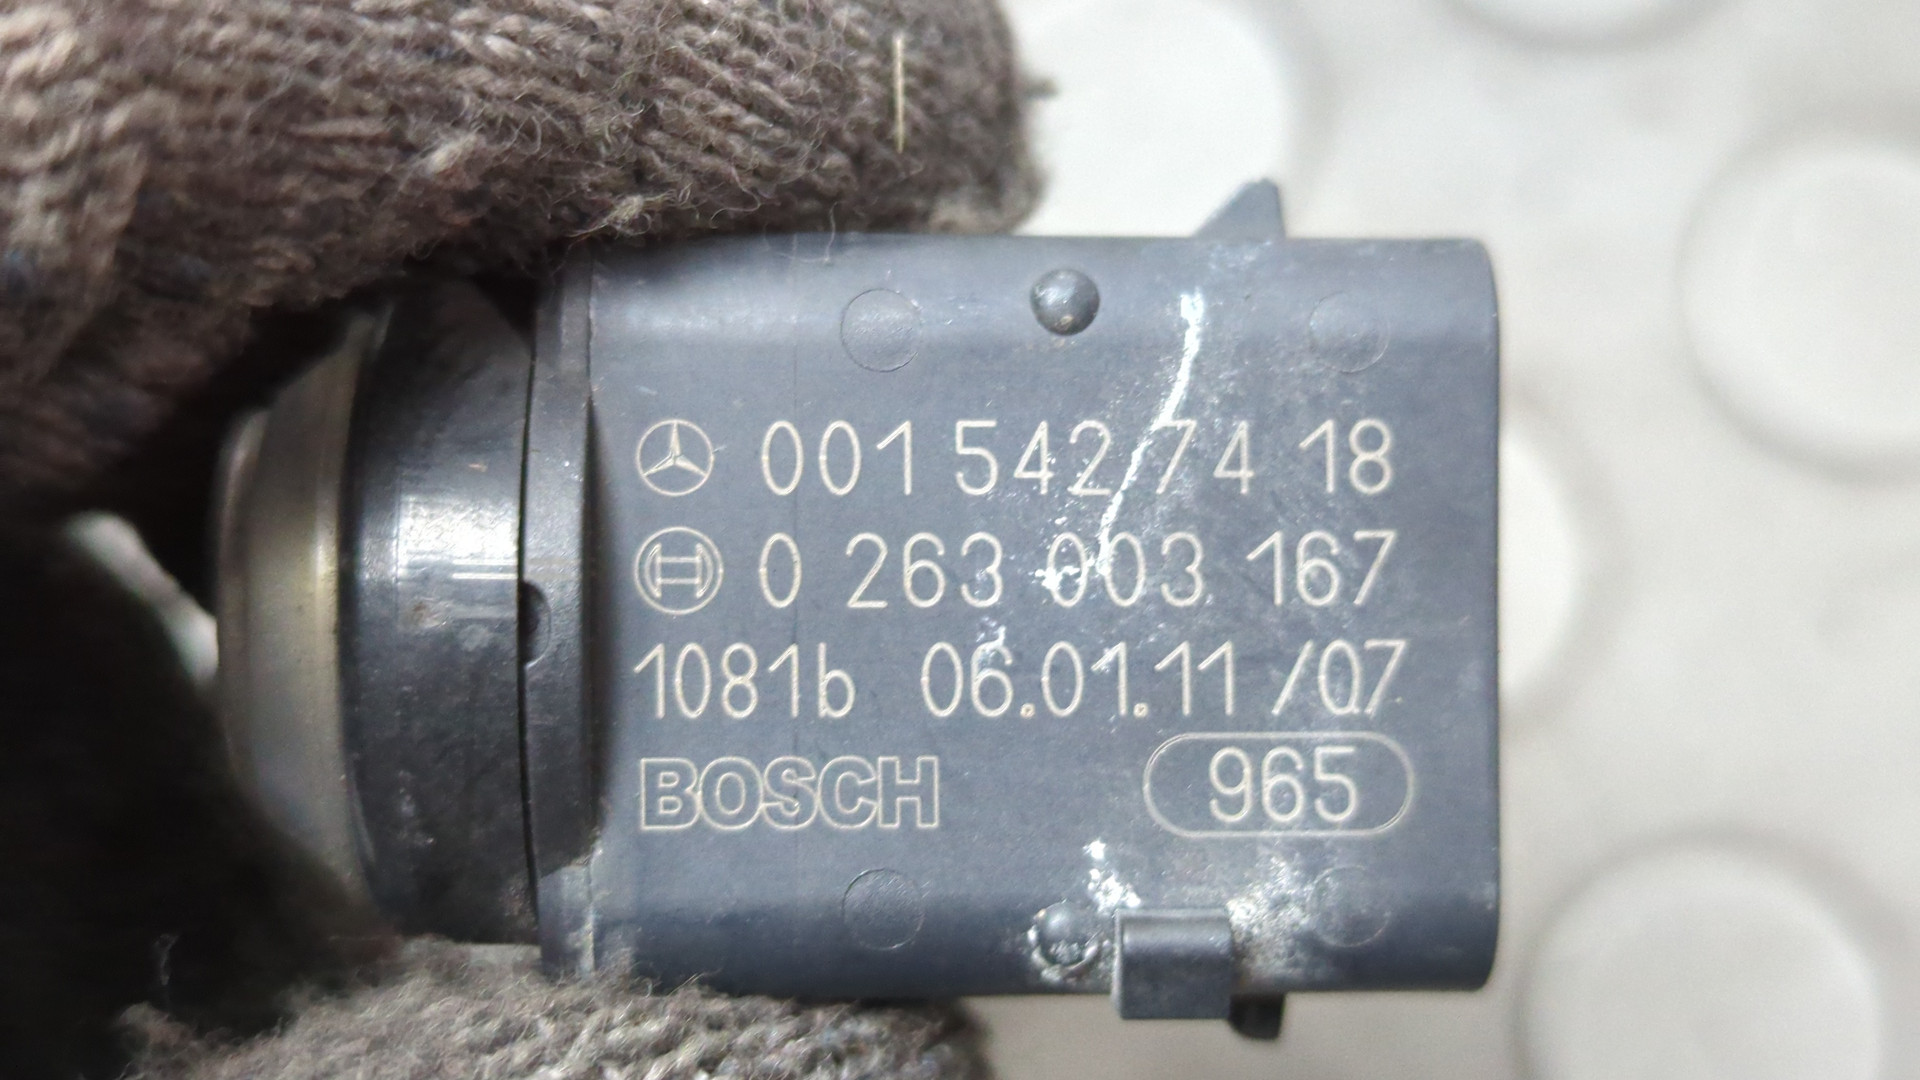 001 542 74 18
0 263 003 167
1081b 06.01.11 /07
BOSCH 965